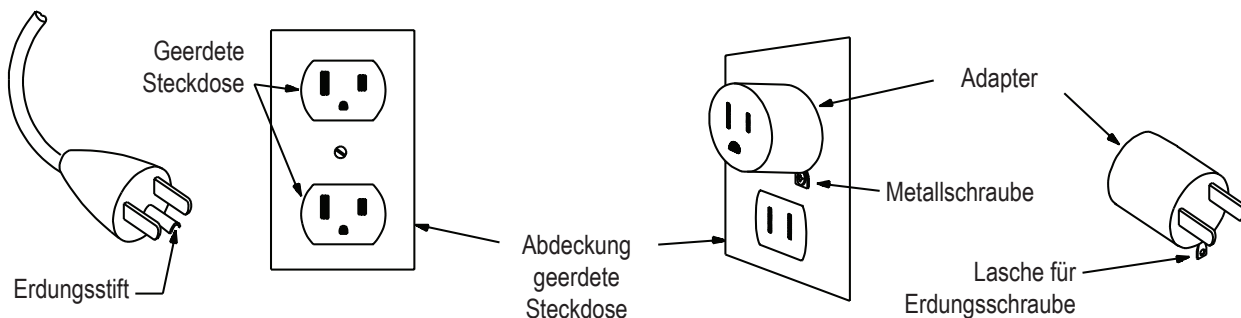 Geerdete
Steckdose
Erdungsstift
Abdeckung
geerdete
Steckdose
Adapter
Metallschraube
Lasche für
Erdungsschraube